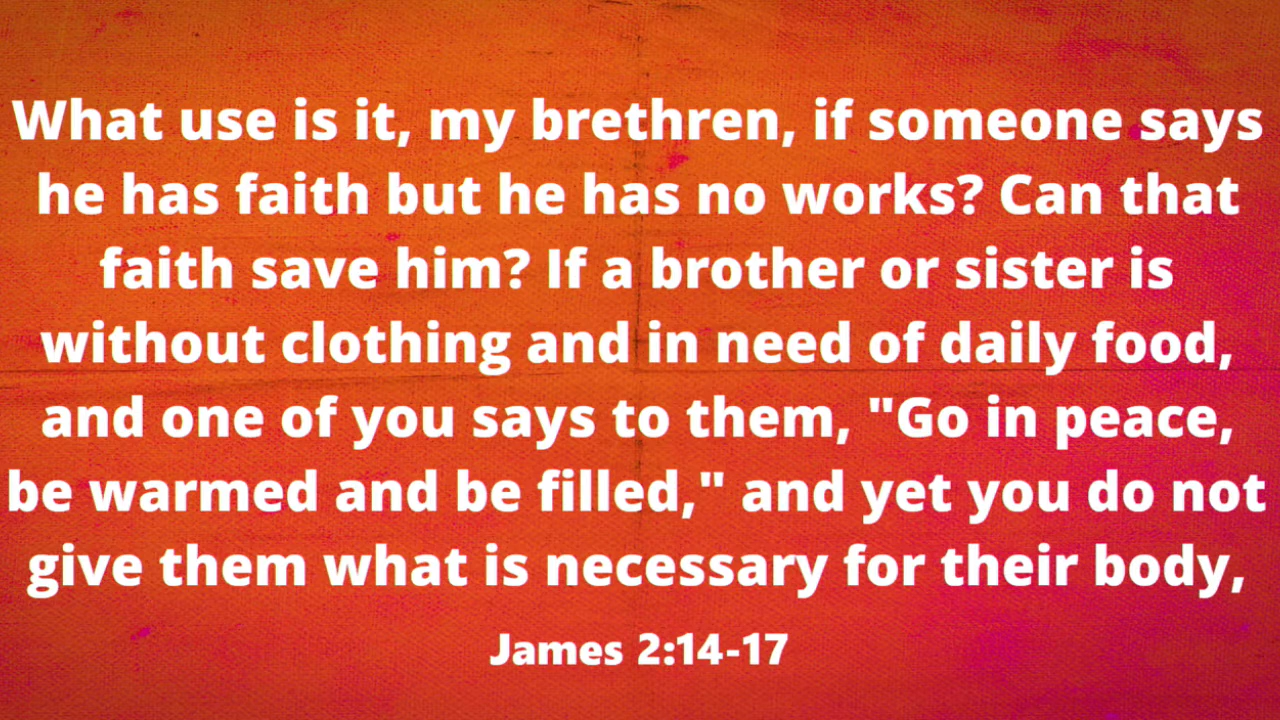 What use is it, my brethren, if someone says
he has faith but he has no works? Can that
faith save him? If a brother or sister is
without clothing and in need of daily food,
and one of you says to them, "Go in peace,
be warmed and be filled," and yet you do not
give them what is necessary for their body,
James 2:14-17